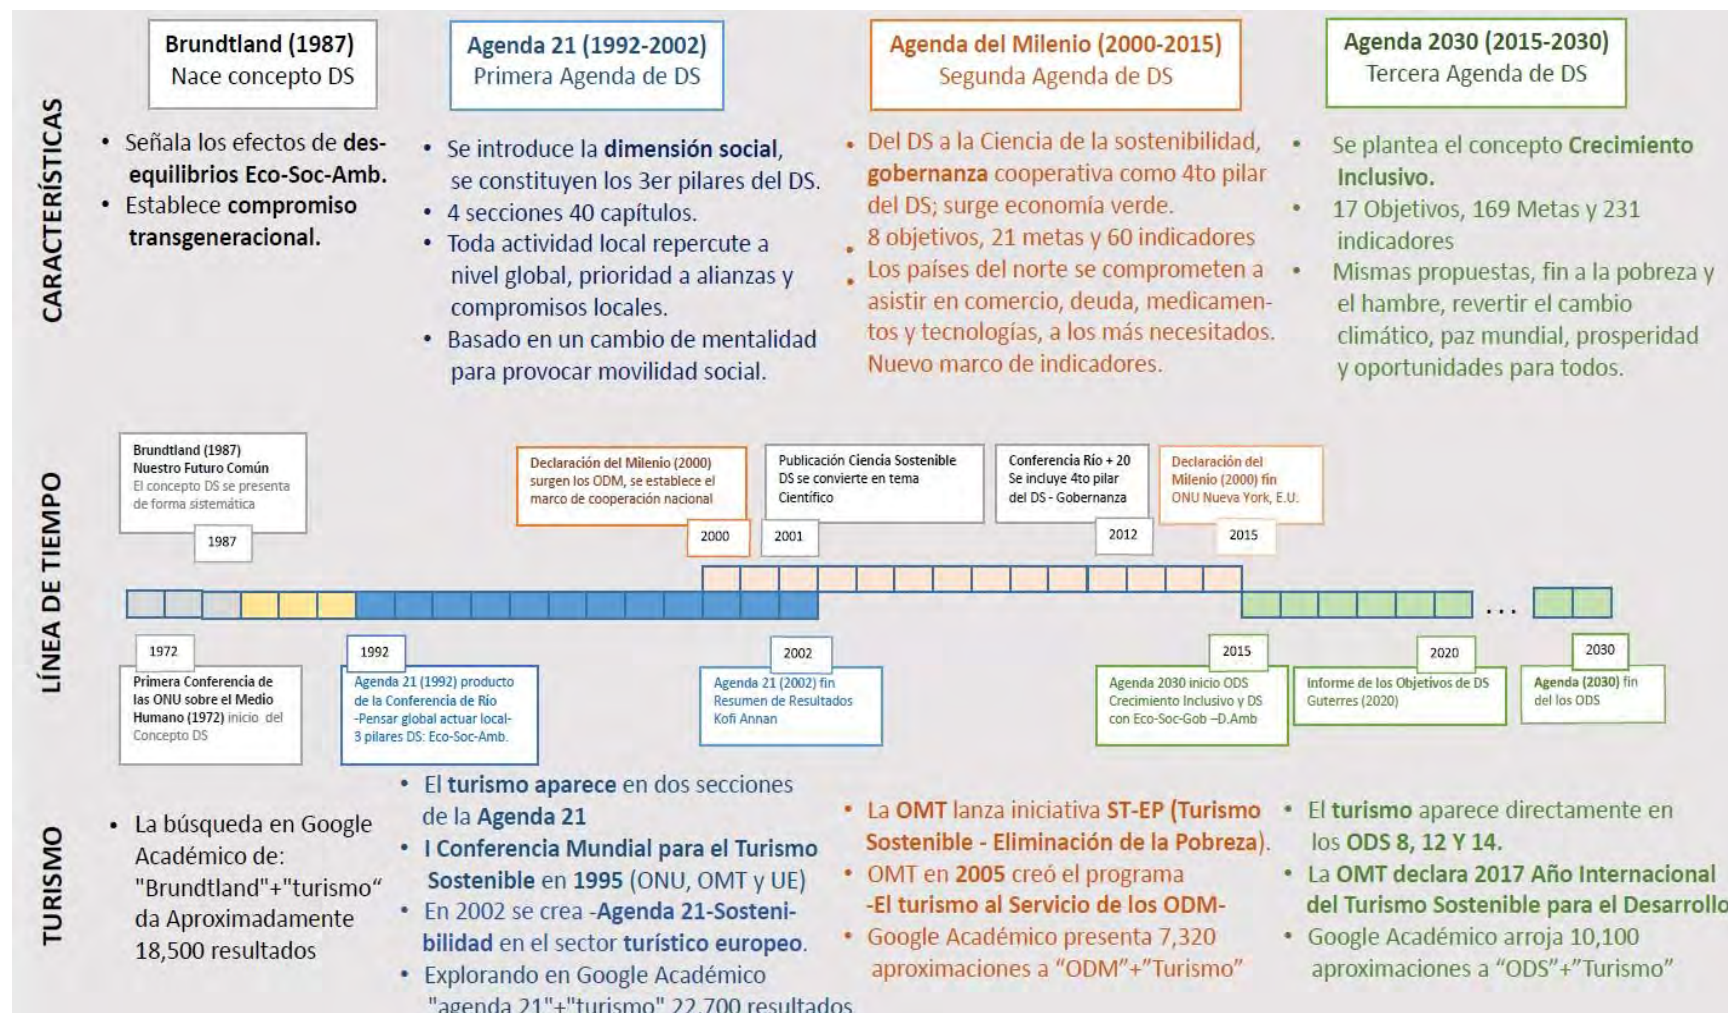 Brundtland (1987)
Nace concepto DS
Agenda 21 (1992-2002)
Primera Agenda de DS
Agenda del Milenio (2000-2015)
Segunda Agenda de DS
Agenda 2030 (2015-2030)
Tercera Agenda de DS
CARACTERÍSTICAS
• Señala los efectos de des-
equilibrios Eco-Soc-Amb.
• Establece compromiso
transgeneracional.
• Se introduce la dimensión social,
se constituyen los 3er pilares del DS.
• 4 secciones 40 capítulos.
• Toda actividad local repercute a
nivel global, prioridad a alianzas y
compromisos locales.
• Basado en un cambio de mentalidad
para provocar movilidad social.
• Del DS a la Ciencia de la sostenibilidad,
gobernanza cooperativa como 4to pilar
del DS; surge economía verde.
• 8 objetivos, 21 metas y 60 indicadores
• Los países del norte se comprometen a
asistir en comercio, deuda, medicamen-
tos y tecnologías, a los más necesitados.
Nuevo marco de indicadores.
• Se plantea el concepto Crecimiento
Inclusivo.
• 17 Objetivos, 169 Metas y 231
indicadores
• Mismas propuestas, fin a la pobreza y
el hambre, revertir el cambio
climático, paz mundial, prosperidad
y oportunidades para todos.
LÍNEA DE TIEMPO
Brundtland (1987)
Nuestro Futuro Común
El concepto DS se presenta
de forma sistemática
1987
Declaración del Milenio (2000)
surgen los ODM, se establece el
marco de cooperación nacional
2000
Publicación Ciencia Sostenible
DS se convierte en tema
Científico
2001
Conferencia Río + 20
Se incluye 4to pilar
del DS - Gobernanza
2012
Declaración del
Milenio (2000) fin
ONU Nueva York, E.U.
2015
...
1972
Primera Conferencia de
las ONU sobre el Medio
Humano (1972) inicio del
Concepto DS
1992
Agenda 21 (1992) producto
de la Conferencia de Río
-Pensar global actuar local-
3 pilares DS: Eco-Soc-Amb.
2002
Agenda 21 (2002) fin
Resumen de Resultados
Kofi Annan
2015
Agenda 2030 inicio ODS
Crecimiento Inclusivo y DS
con Eco-Soc-Gob –D.Amb
2020
Informe de los Objetivos de DS
Guterres (2020)
2030
Agenda (2030) fin
del los ODS
TURISMO
• La búsqueda en Google
Académico de:
"Brundtland"+"turismo“
da Aproximadamente
18,500 resultados
• El turismo aparece en dos secciones
de la Agenda 21
• I Conferencia Mundial para el Turismo
Sostenible en 1995 (ONU, OMT y UE)
• En 2002 se crea -Agenda 21-Sosteni-
bilidad en el sector turístico europeo.
• Explorando en Google Académico
"agenda 21"+"turismo" 22,700 resultados
• La OMT lanza iniciativa ST-EP (Turismo
Sostenible - Eliminación de la Pobreza).
• OMT en 2005 creó el programa
-El turismo al Servicio de los ODM-
• Google Académico presenta 7,320
aproximaciones a “ODM”+”Turismo”
• El turismo aparece directamente en
los ODS 8, 12 Y 14.
• La OMT declara 2017 Año Internacional
del Turismo Sostenible para el Desarrollo
• Google Académico arroja 10,100
aproximaciones a “ODS”+”Turismo”